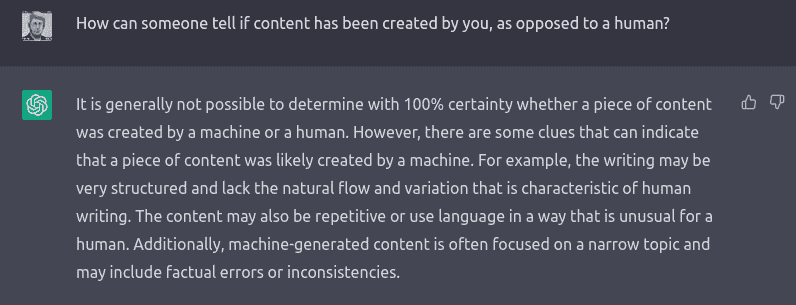 How can someone tell if content has been created by you, as opposed to a human?
It is generally not possible to determine with 100% certainty whether a piece of content
was created by a machine or a human. However, there are some clues that can indicate
that a piece of content was likely created by a machine. For example, the writing may be
very structured and lack the natural flow and variation that is characteristic of human
writing. The content may also be repetitive or use language in a way that is unusual for a
human. Additionally, machine-generated content is often focused on a narrow topic and
may include factual errors or inconsistencies.